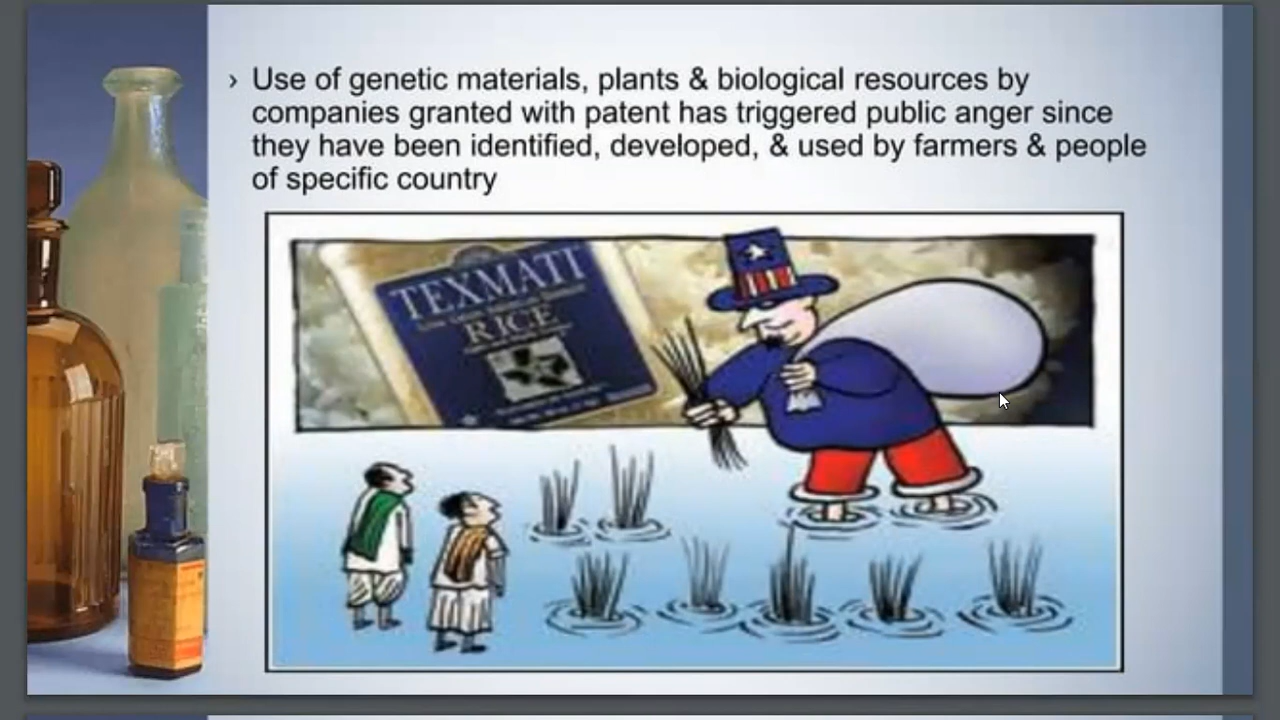 › Use of genetic materials, plants & biological resources by
companies granted with patent has triggered public anger since
they have been identified, developed, & used by farmers & people
of specific country
TEXMATI
RICE